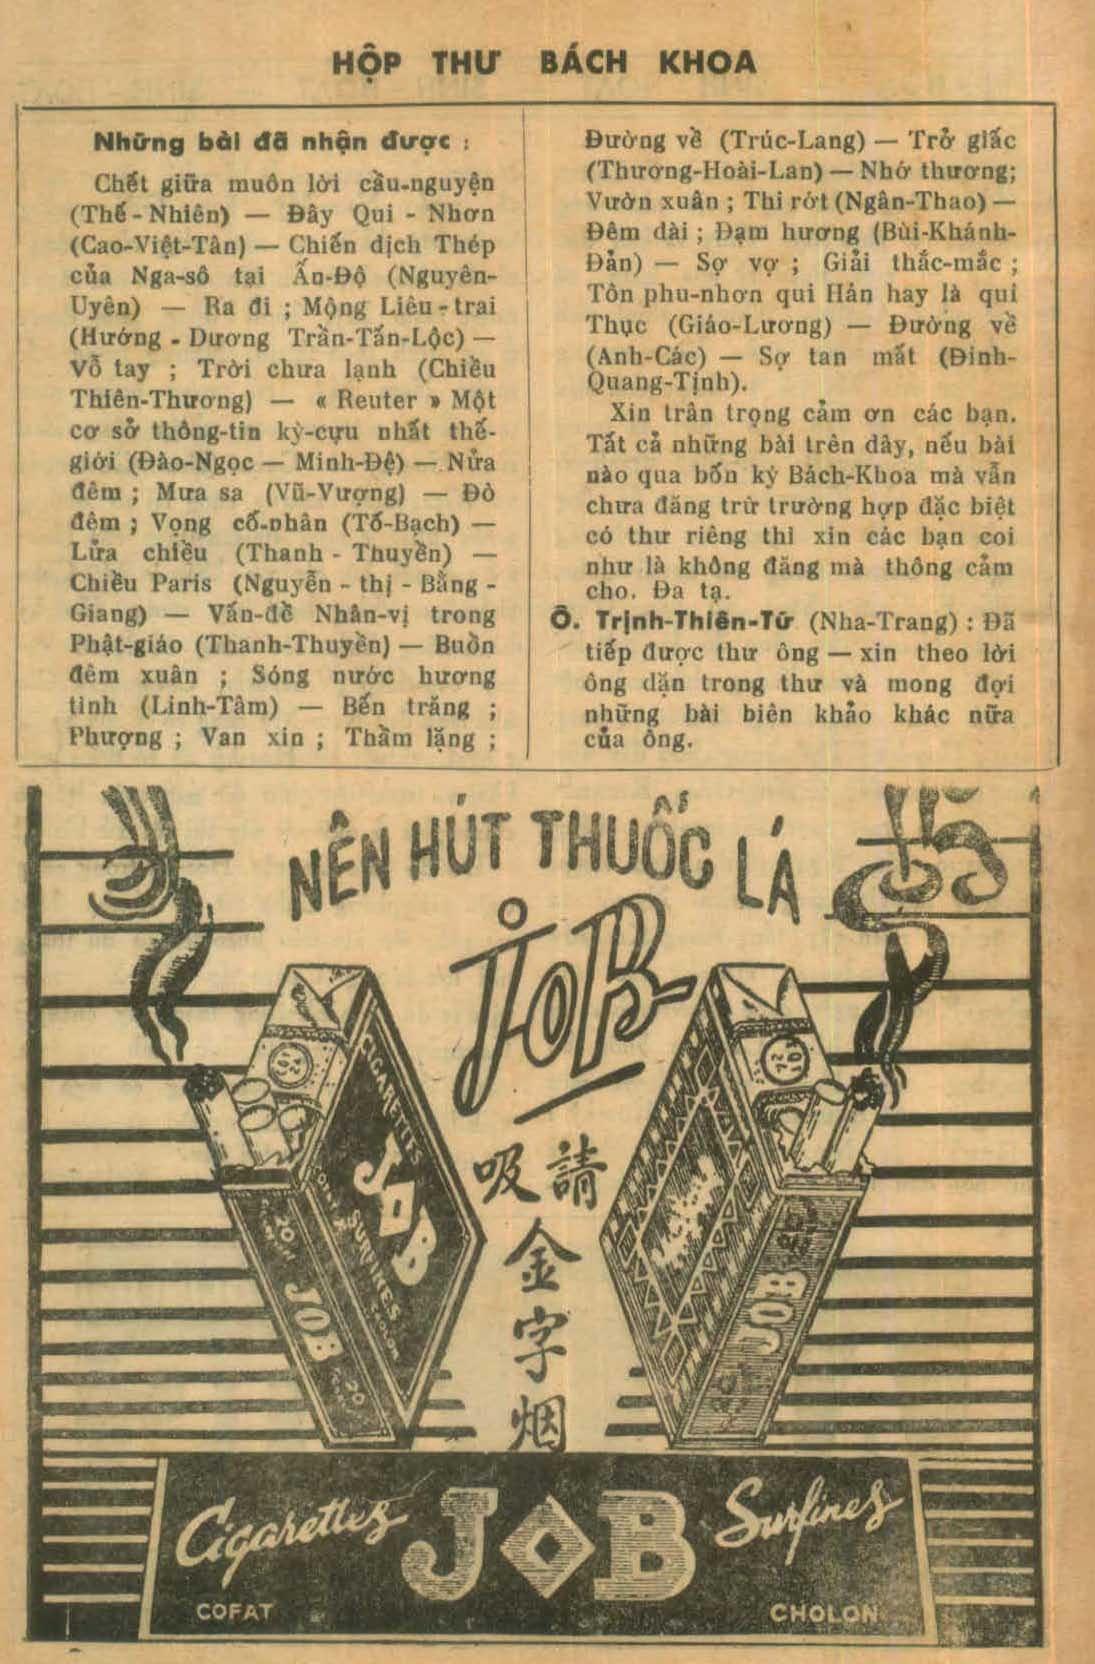 HỘP THƯ BÁCH KHOA
Những bài đã nhận được :
Chết giữa muôn lời cầu-nguyện
(Thế - Nhiên) — Đây Qui - Nhơn
(Cao-Việt-Tân) — Chiến dịch Thép
của Nga-sô tại Ấn-Độ (Nguyên-
Uyên) — Ra đi ; Mộng Liêu - trai
(Hướng - Dương Trần-Tấn-Lộc) —
Vỗ tay ; Trời chưa lạnh (Chiều
Thiên-Thương) — « Reuter » Một
cơ sở thông-tin kỳ-cựu nhất thế-
giới (Đào-Ngọc — Minh-Đệ) — Nửa
đêm ; Mưa sa (Vũ-Vượng) — Đò
đêm ; Vọng cố-nhân (Tố-Bạch) —
Lửa chiều (Thanh - Thuyền) —
Chiều Paris (Nguyễn - thị - Bằng -
Giang) — Vấn-đề Nhân-vị trong
Phật-giáo (Thanh-Thuyền) — Buồn
đêm xuân ; Sóng nước hương
tình (Linh-Tâm) — Bến trăng ;
Phượng ; Van xin ; Thầm lặng ;
Đường về (Trúc-Lang) — Trở giấc
(Thương-Hoài-Lan) — Nhớ thương;
Vườn xuân ; Thi rớt (Ngân-Thao) —
Đêm dài ; Dạm hương (Bùi-Khánh-
Đản) — Sợ vợ ; Giải thắc-mắc ;
Tôn phu-nhơn qui Hán hay là qui
Thục (Giáo-Lương) — Đường về
(Anh-Các) — Sợ tan mất (Đinh-
Quang-Tịnh).
Xin trân trọng cảm ơn các bạn.
Tất cả những bài trên đây, nếu bài
nào qua bốn kỳ Bách-Khoa mà vẫn
chưa đăng trừ trường hợp đặc biệt
có thư riêng thì xin các bạn coi
như là không đăng mà thông cảm
cho. Đa tạ.
Ô. Trịnh-Thiên-Tứ (Nha-Trang) : Đã
tiếp được thư ông — xin theo lời
ông dặn trong thư và mong đợi
những bài biên khảo khác nữa
của ông.
NÊN HÚT THUỐC LÁ
JOB
請吸
金
字
烟
CIGARETTES
JOB
SURFINES
20
JOB
20
JOB
Cigarettes JOB Surfines
COFAT CHOLON